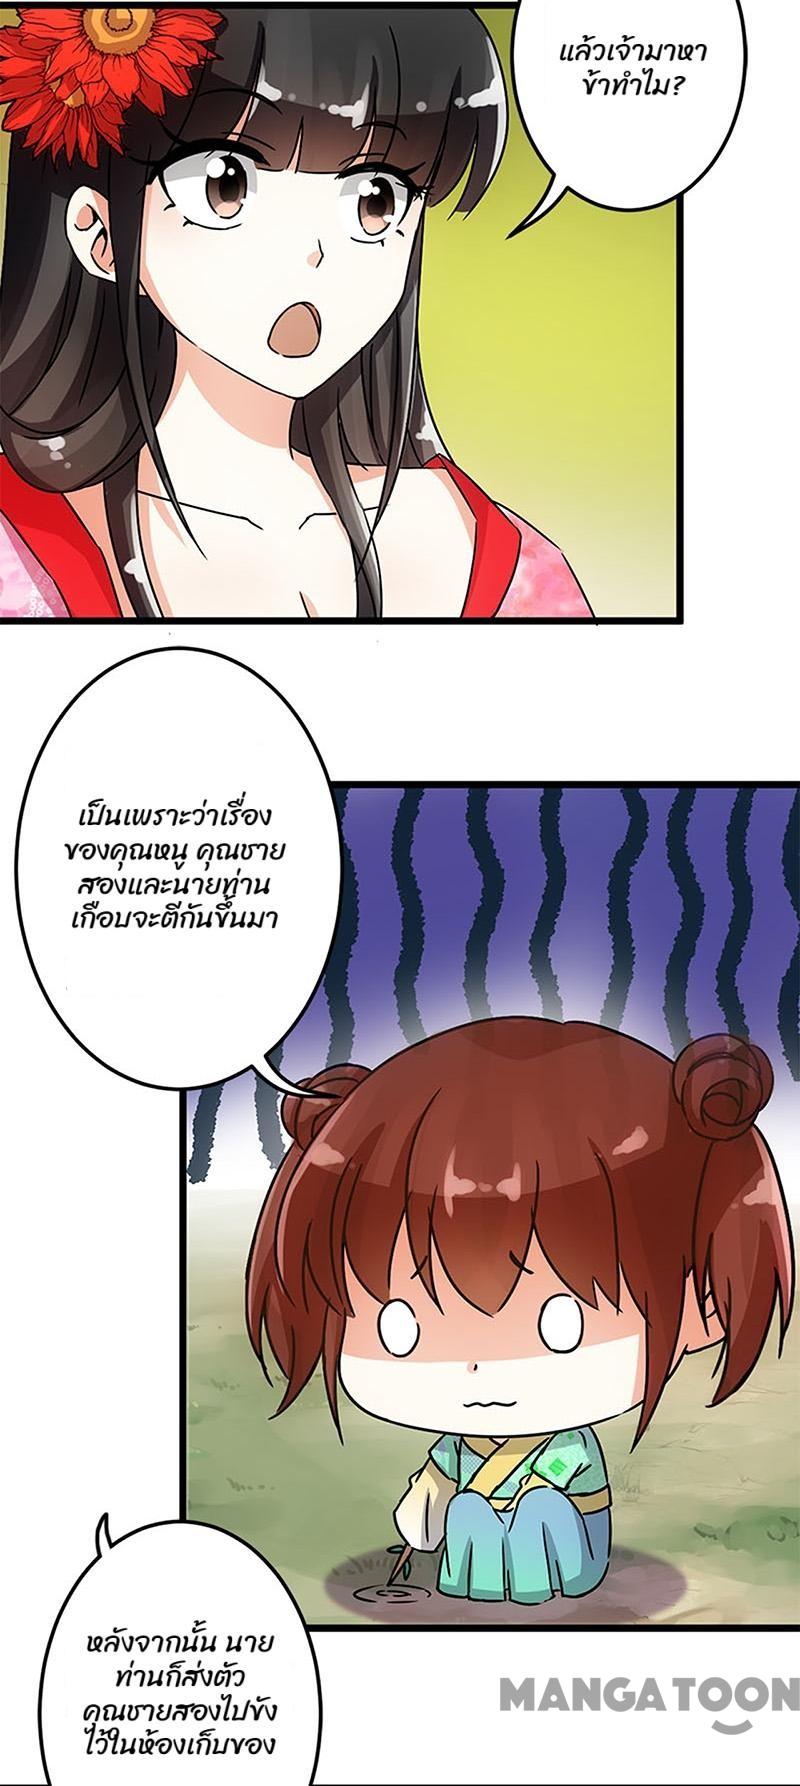 แล้วเจ้ามาหา
ข้าทำไม?
เป็นเพราะว่าเรื่อง
ของคุณหนู คุณชาย
สองและนายท่าน
เกือบจะตีกันขึ้นมา
หลังจากนั้น นาย
ท่านก็ส่งตัว
คุณชายสองไปขัง
ไว้ในห้องเก็บของ
MANGATOON